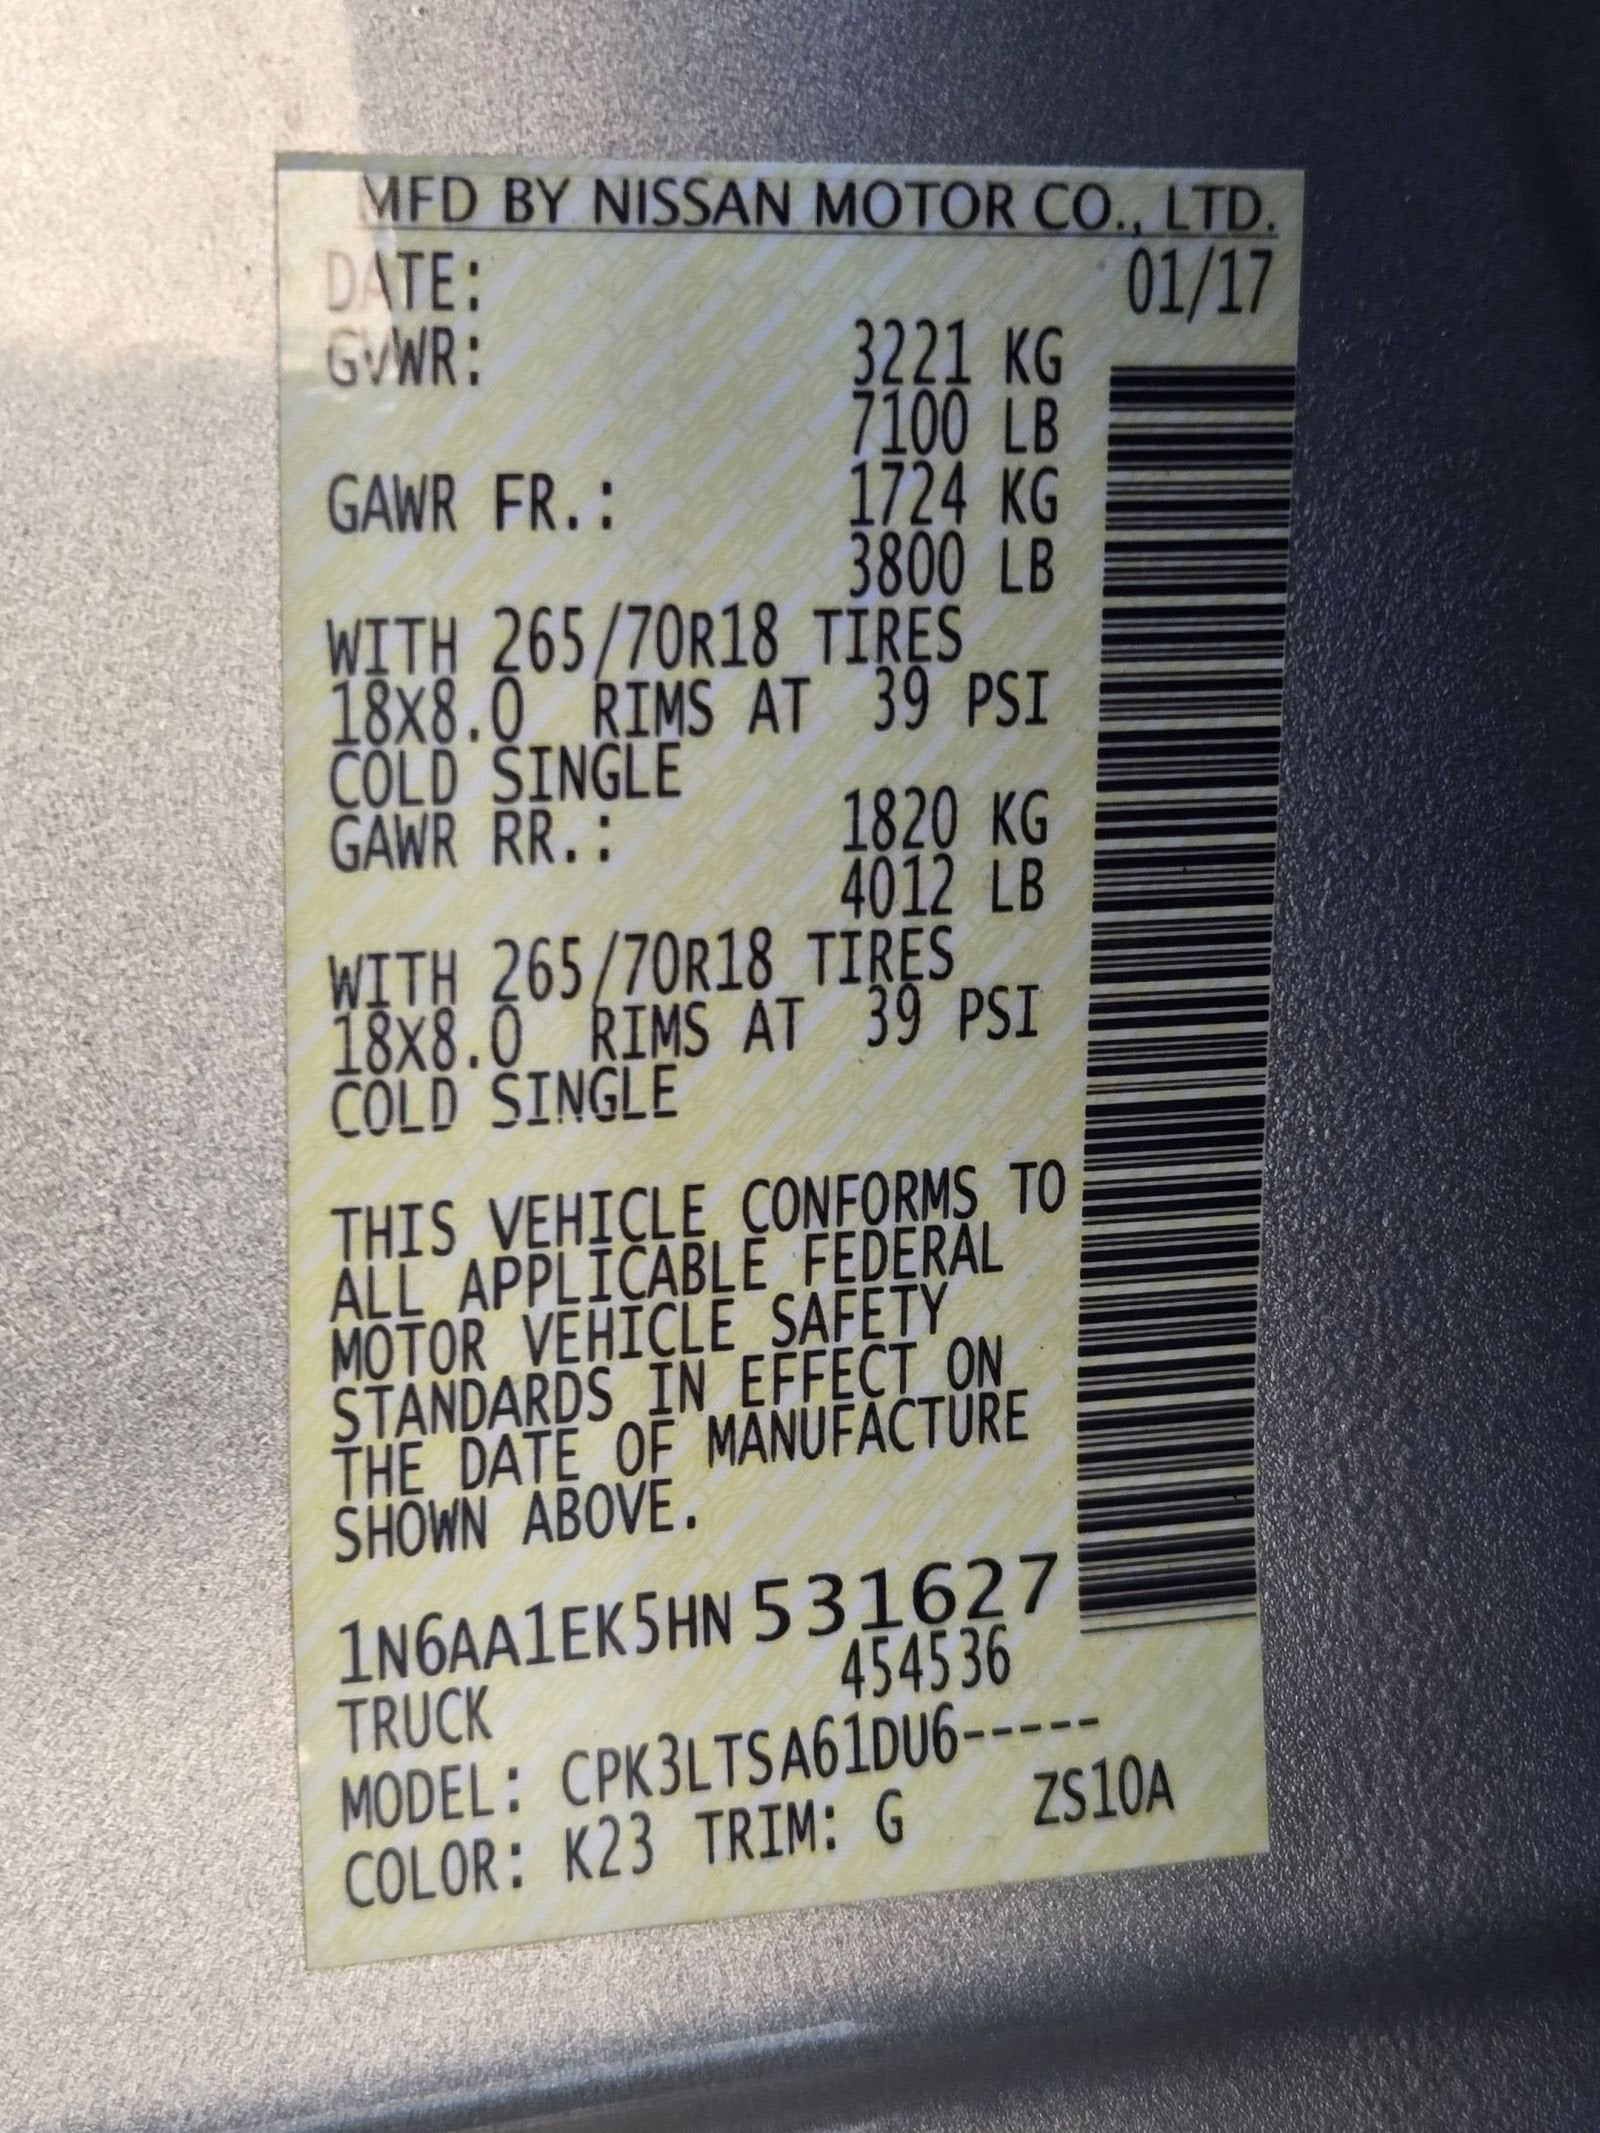 MFD BY NISSAN MOTOR CO., LTD.
DATE: 01/17
GVWR: 3221 KG
7100 LB
GAWR FR.: 1724 KG
3800 LB
WITH 265/70R18 TIRES
18X8.0 RIMS AT 39 PSI
COLD SINGLE
GAWR RR.: 1820 KG
4012 LB
WITH 265/70R18 TIRES
18X8.0 RIMS AT 39 PSI
COLD SINGLE
THIS VEHICLE CONFORMS TO
ALL APPLICABLE FEDERAL
MOTOR VEHICLE SAFETY
STANDARDS IN EFFECT ON
THE DATE OF MANUFACTURE
SHOWN ABOVE.
1N6AA1EK5HN531627
454536
TRUCK
MODEL: CPK3LTSA61DU6-----
COLOR: K23 TRIM: G ZS10A